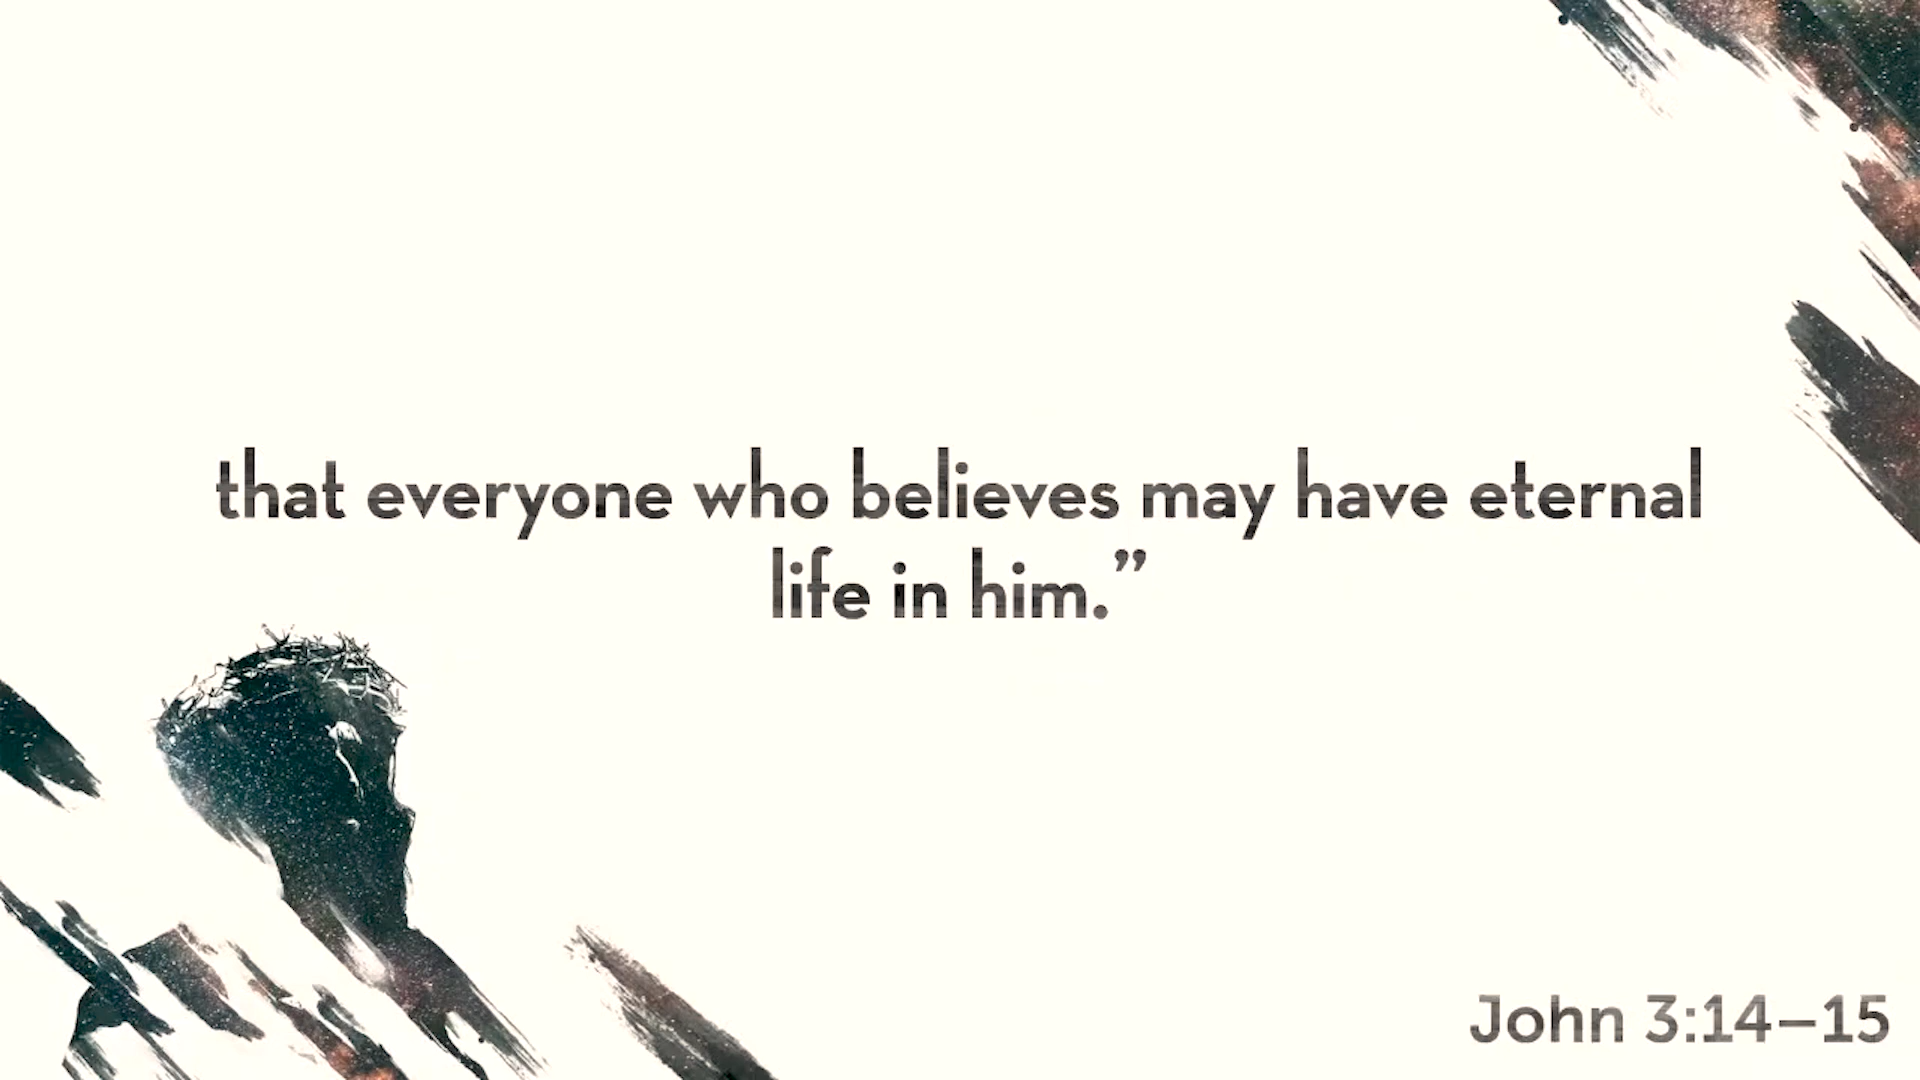 that everyone who believes may have eternal
life in him.”
John 3:14–15